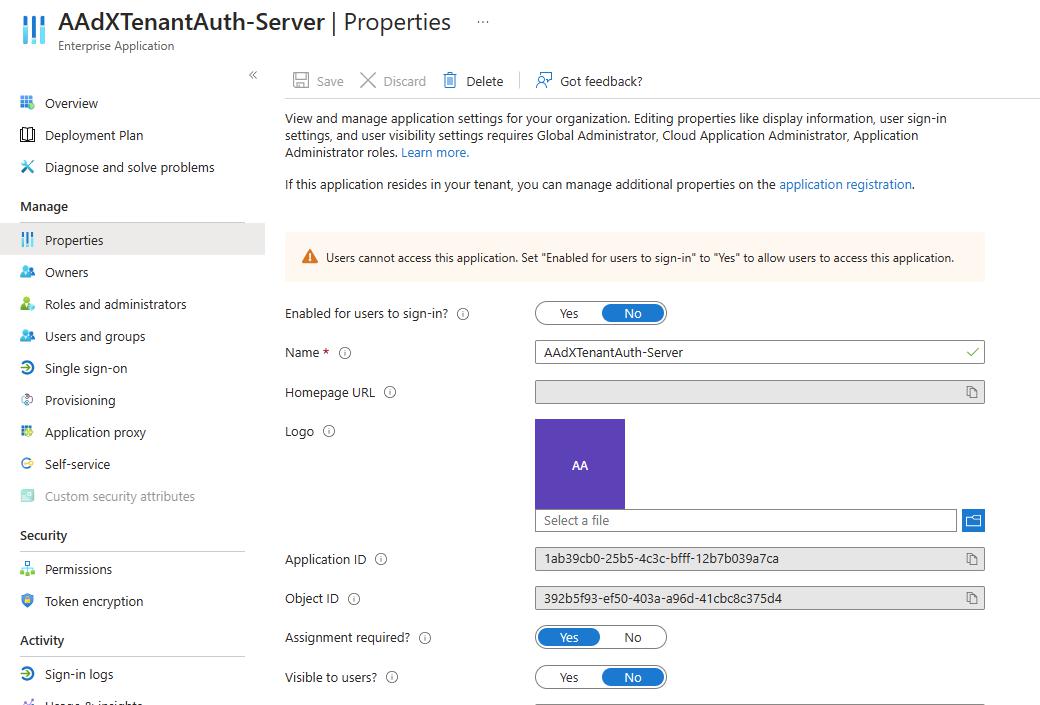 AAdXTenantAuth-Server | Properties ...
Enterprise Application
«
Save
Discard
Delete
Got feedback?
Overview
Deployment Plan
Diagnose and solve problems
Manage
Properties
Owners
Roles and administrators
Users and groups
Single sign-on
Provisioning
Application proxy
Self-service
Custom security attributes
Security
Permissions
Token encryption
Activity
Sign-in logs
Usage & insights
View and manage application settings for your organization. Editing properties like display information, user sign-in
settings, and user visibility settings requires Global Administrator, Cloud Application Administrator, Application
Administrator roles. Learn more.
If this application resides in your tenant, you can manage additional properties on the application registration.
Users cannot access this application. Set "Enabled for users to sign-in" to "Yes" to allow users to access this application.
Enabled for users to sign-in?
Yes No
Name *
AAdXTenantAuth-Server
Homepage URL
Logo
AA
Select a file
Application ID
1ab39cb0-25b5-4c3c-bfff-12b7b039a7ca
Object ID
392b5f93-ef50-403a-a96d-41cbc8c375d4
Assignment required?
Yes No
Visible to users?
Yes No